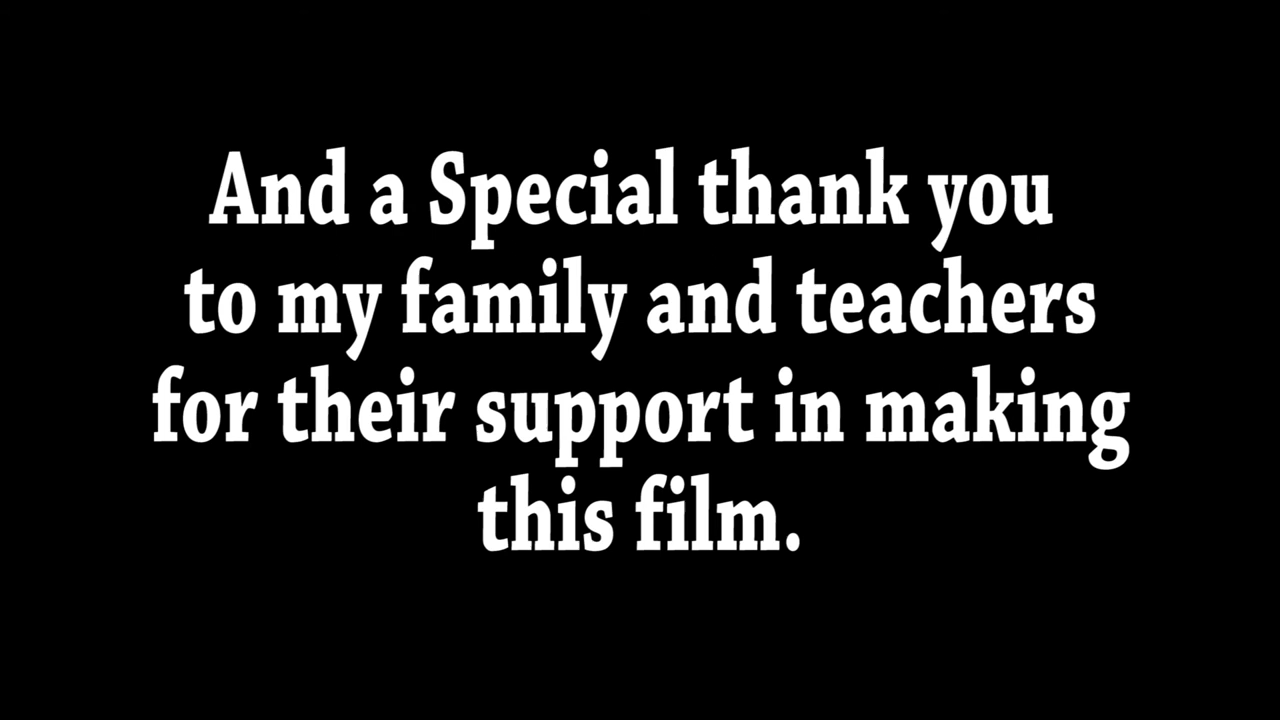 And a Special thank you
to my family and teachers
for their support in making
this film.